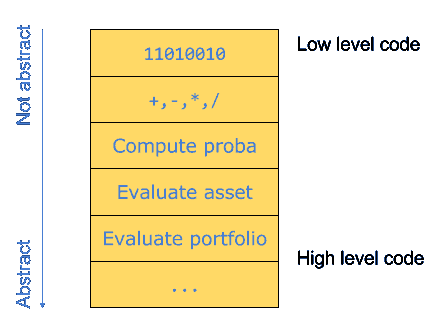 Not abstract
11010010
Low level code
+,-,*,/
Compute proba
Evaluate asset
Evaluate portfolio
Abstract
High level code
...